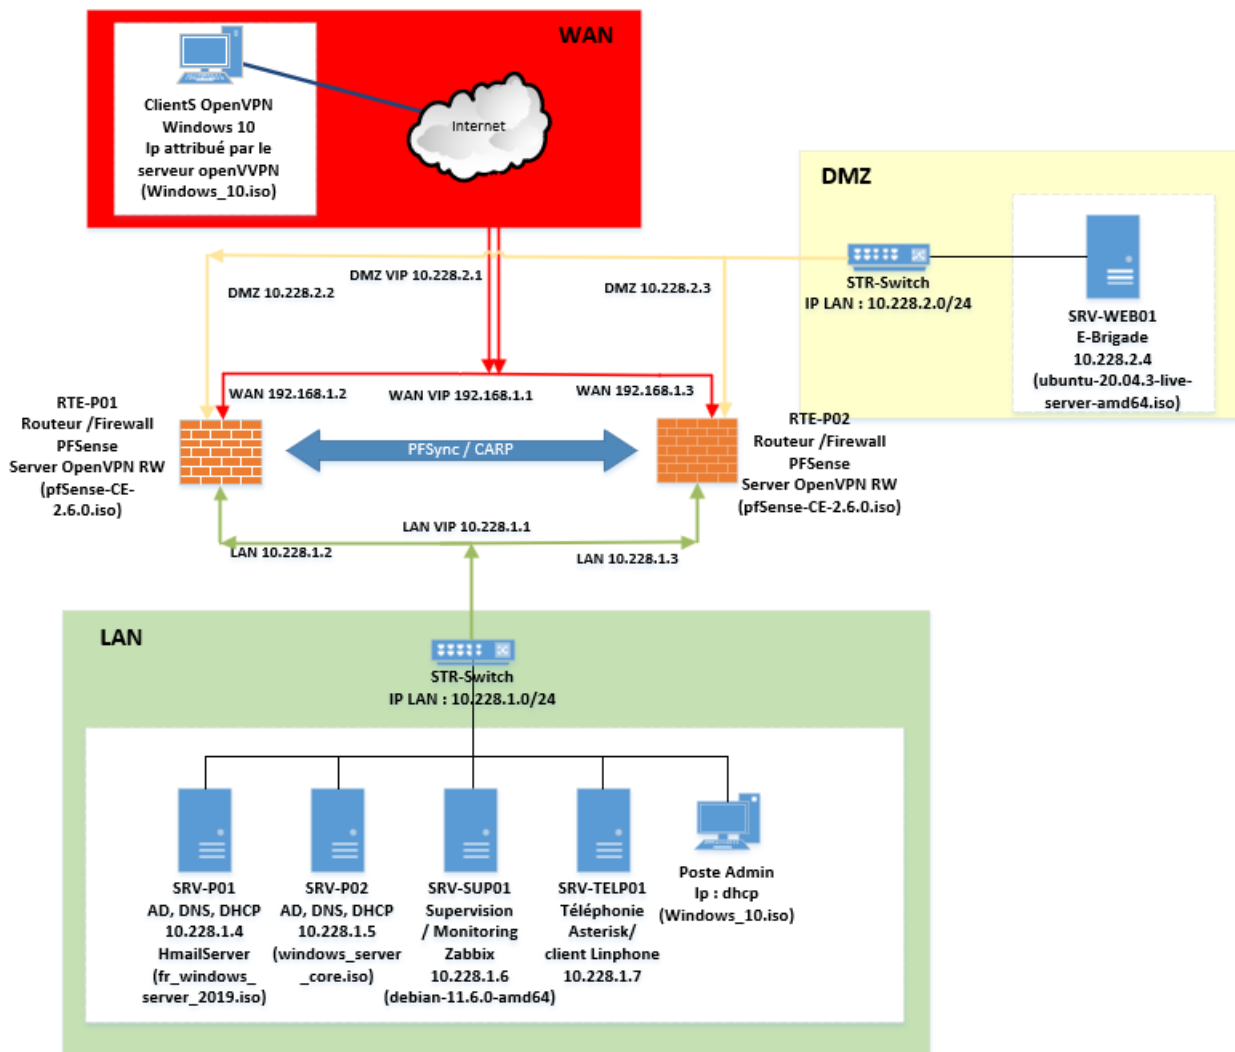 WAN
ClientS OpenVPN
Windows 10
Ip attribué par le
serveur openVVPN
(Windows_10.iso)
Internet
DMZ
STR-Switch
IP LAN : 10.228.2.0/24
SRV-WEB01
E-Brigade
10.228.2.4
(ubuntu-20.04.3-live-
server-amd64.iso)
DMZ VIP 10.228.2.1
DMZ 10.228.2.2
DMZ 10.228.2.3
WAN 192.168.1.2
WAN VIP 192.168.1.1
WAN 192.168.1.3
RTE-P01
Routeur /Firewall
PFSense
Server OpenVPN RW
(pfSense-CE-
2.6.0.iso)
PFSync / CARP
RTE-P02
Routeur /Firewall
PFSense
Server OpenVPN RW
(pfSense-CE-2.6.0.iso)
LAN VIP 10.228.1.1
LAN 10.228.1.2
LAN 10.228.1.3
LAN
STR-Switch
IP LAN : 10.228.1.0/24
SRV-P01
AD, DNS, DHCP
10.228.1.4
HmailServer
(fr_windows_
server_2019.iso)
SRV-P02
AD, DNS, DHCP
10.228.1.5
(windows_server
_core.iso)
SRV-SUP01
Supervision
/ Monitoring
Zabbix
10.228.1.6
(debian-11.6.0-amd64)
SRV-TELP01
Téléphonie
Asterisk/
client Linphone
10.228.1.7
Poste Admin
Ip : dhcp
(Windows_10.iso)